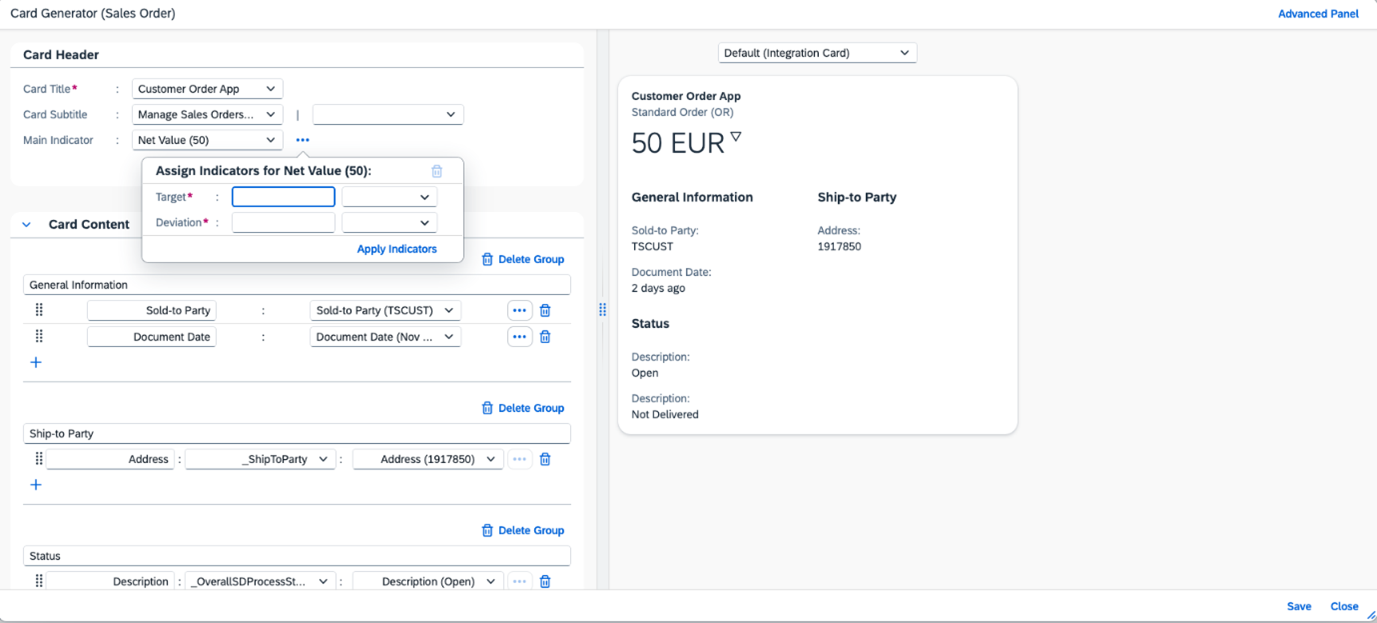 Card Generator (Sales Order)
Advanced Panel
Card Header
Card Title* : Customer Order App
Card Subtitle : Manage Sales Orders... |
Main Indicator : Net Value (50) ...
Assign Indicators for Net Value (50):
Target* :
Deviation* :
Apply Indicators
Card Content
Delete Group
General Information
Sold-to Party : Sold-to Party (TSCUST) ...
Document Date : Document Date (Nov ... ...
+
Delete Group
Ship-to Party
Address : _ShipToParty : Address (1917850) ...
+
Delete Group
Status
Description : _OverallSDProcessSt... : Description (Open) ...
Default (Integration Card)
Customer Order App
Standard Order (OR)
50 EUR
General Information
Sold-to Party:
TSCUST
Document Date:
2 days ago
Ship-to Party
Address:
1917850
Status
Description:
Open
Description:
Not Delivered
Save
Close